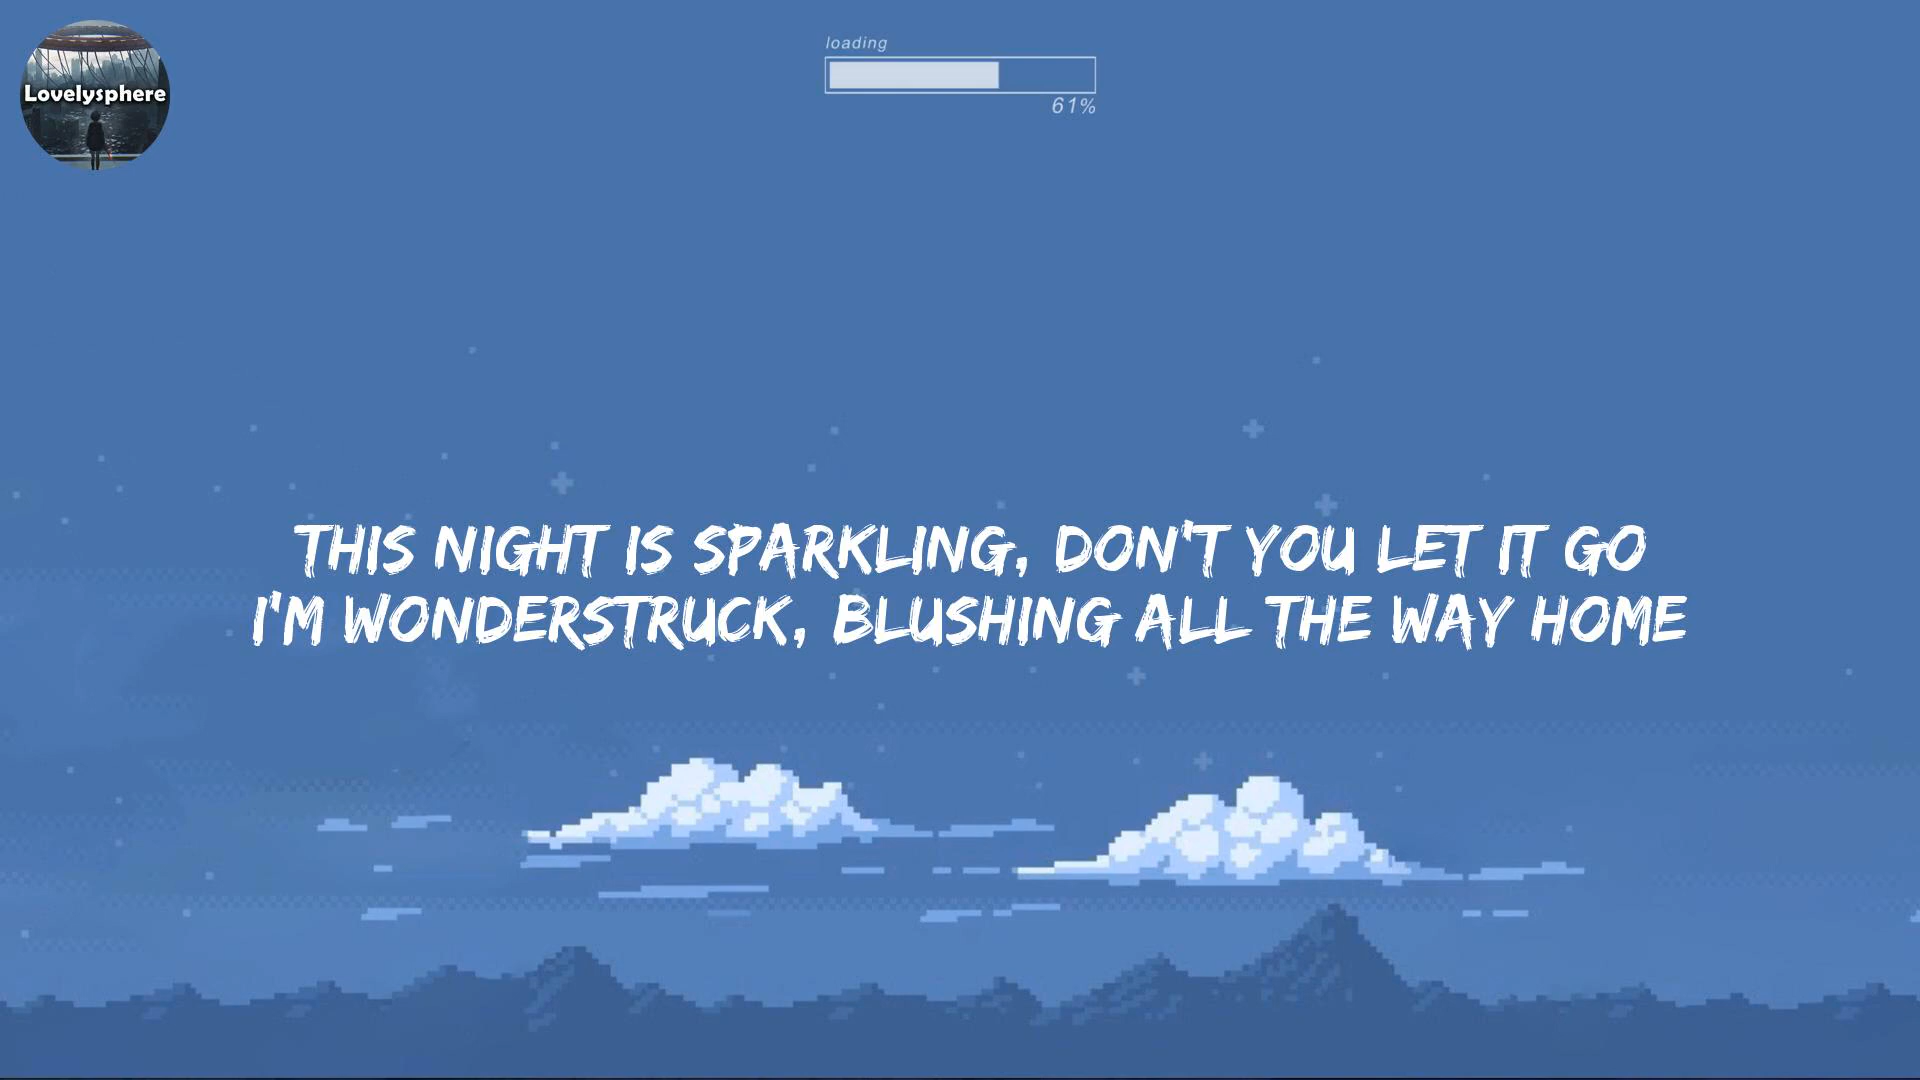 Lovelysphere
loading
61%
THIS NIGHT IS SPARKLING, DON'T YOU LET IT GO
I'M WONDERSTRUCK, BLUSHING ALL THE WAY HOME